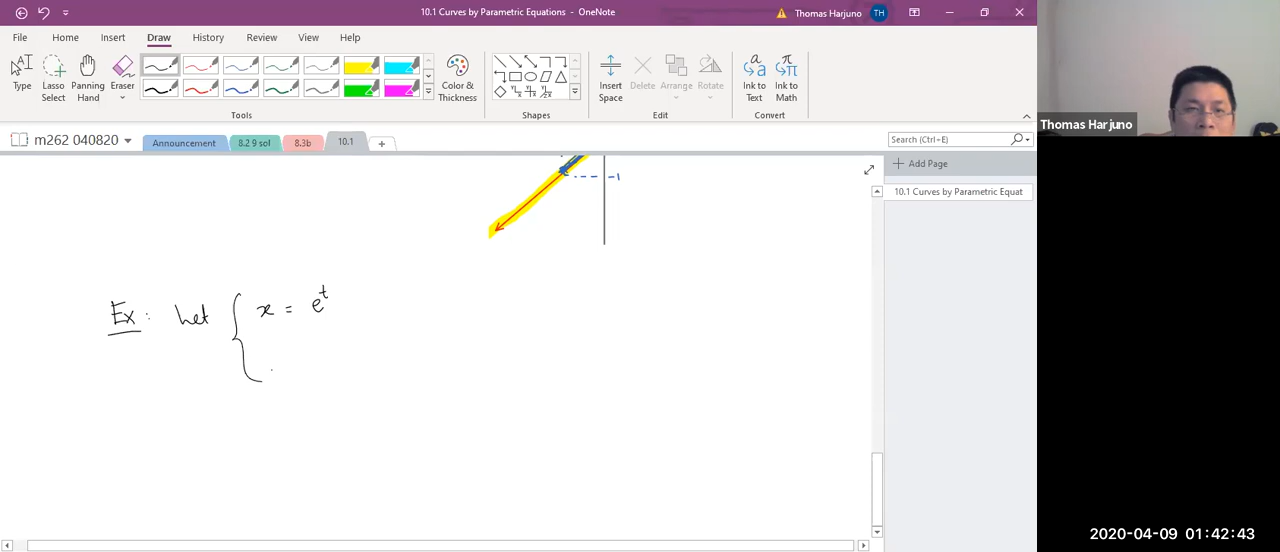 10.1 Curves by Parametric Equations - OneNote
Thomas Harjuno TH
File Home Insert Draw History Review View Help
Type Lasso Select Panning Hand Eraser
Color & Thickness
Insert Space Delete Arrange Rotate Ink to Text Ink to Math
Tools Shapes Edit Convert
m262 040820 Announcement 8.2 9 sol 8.3b 10.1
Search (Ctrl+E)
Add Page
10.1 Curves by Parametric Equat
Thomas Harjuno
-1
Ex: Let { x = e^t
2020-04-09 01:42:43